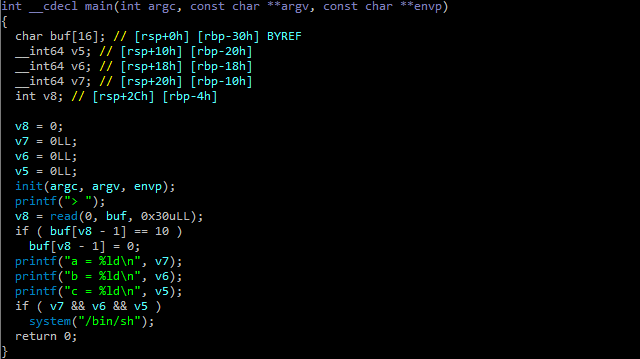 int __cdecl main(int argc, const char **argv, const char **envp)
{
  char buf[16]; // [rsp+0h] [rbp-30h] BYREF
  __int64 v5; // [rsp+10h] [rbp-20h]
  __int64 v6; // [rsp+18h] [rbp-18h]
  __int64 v7; // [rsp+20h] [rbp-10h]
  int v8; // [rsp+2Ch] [rbp-4h]

  v8 = 0;
  v7 = 0LL;
  v6 = 0LL;
  v5 = 0LL;
  init(argc, argv, envp);
  printf("> ");
  v8 = read(0, buf, 0x30uLL);
  if ( buf[v8 - 1] == 10 )
    buf[v8 - 1] = 0;
  printf("a = %ld\n", v7);
  printf("b = %ld\n", v6);
  printf("c = %ld\n", v5);
  if ( v7 && v6 && v5 )
    system("/bin/sh");
  return 0;
}